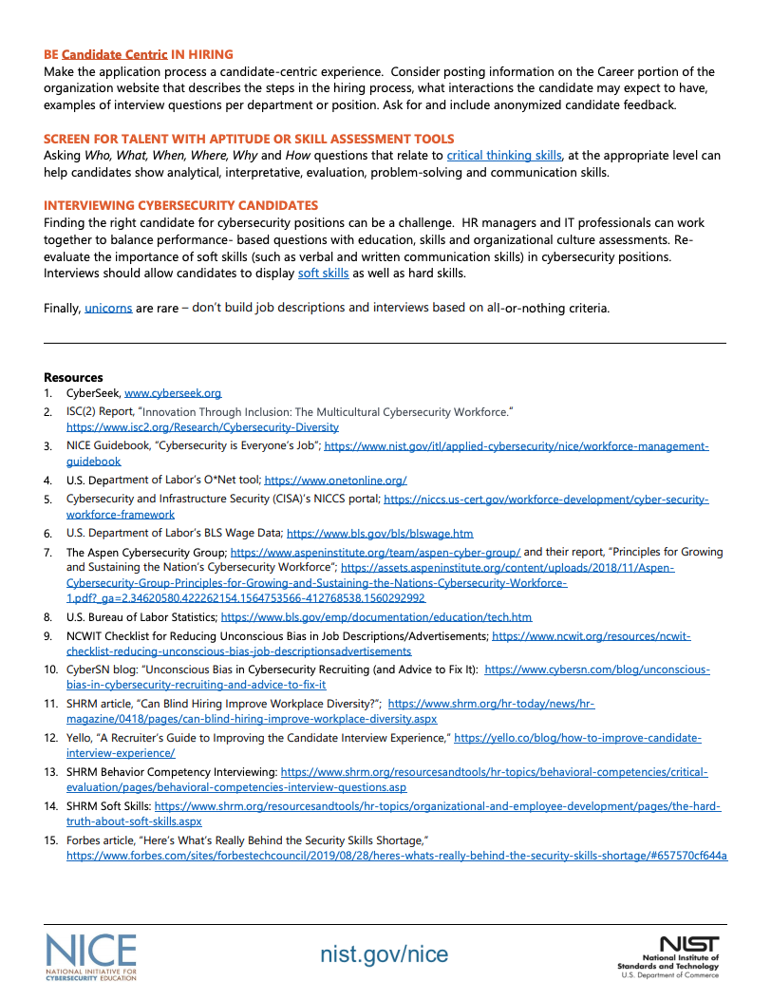 BE Candidate Centric IN HIRING
Make the application process a candidate-centric experience.  Consider posting information on the Career portion of the
organization website that describes the steps in the hiring process, what interactions the candidate may expect to have,
examples of interview questions per department or position. Ask for and include anonymized candidate feedback.
SCREEN FOR TALENT WITH APTITUDE OR SKILL ASSESSMENT TOOLS
Asking Who, What, When, Where, Why and How questions that relate to critical thinking skills, at the appropriate level can
help candidates show analytical, interpretative, evaluation, problem-solving and communication skills.
INTERVIEWING CYBERSECURITY CANDIDATES
Finding the right candidate for cybersecurity positions can be a challenge.  HR managers and IT professionals can work
together to balance performance- based questions with education, skills and organizational culture assessments. Re-
evaluate the importance of soft skills (such as verbal and written communication skills) in cybersecurity positions.
Interviews should allow candidates to display soft skills as well as hard skills.
Finally, unicorns are rare – don't build job descriptions and interviews based on all-or-nothing criteria.
Resources
1. CyberSeek, www.cyberseek.org
2. ISC(2) Report, "Innovation Through Inclusion: The Multicultural Cybersecurity Workforce."
https://www.isc2.org/Research/Cybersecurity-Diversity
3. NICE Guidebook, "Cybersecurity is Everyone's Job"; https://www.nist.gov/itl/applied-cybersecurity/nice/workforce-management-
guidebook
4. U.S. Department of Labor's O*Net tool; https://www.onetonline.org/
5. Cybersecurity and Infrastructure Security (CISA)'s NICCS portal; https://niccs.us-cert.gov/workforce-development/cyber-security-
workforce-framework
6. U.S. Department of Labor's BLS Wage Data; https://www.bls.gov/bls/blswage.htm
7. The Aspen Cybersecurity Group; https://www.aspeninstitute.org/team/aspen-cyber-group/ and their report, "Principles for Growing
and Sustaining the Nation's Cybersecurity Workforce"; https://assets.aspeninstitute.org/content/uploads/2018/11/Aspen-
Cybersecurity-Group-Principles-for-Growing-and-Sustaining-the-Nations-Cybersecurity-Workforce-
1.pdf?_ga=2.34620580.422262154.1564753566-412768538.1560292992
8. U.S. Bureau of Labor Statistics; https://www.bls.gov/emp/documentation/education/tech.htm
9. NCWIT Checklist for Reducing Unconscious Bias in Job Descriptions/Advertisements; https://www.ncwit.org/resources/ncwit-
checklist-reducing-unconscious-bias-job-descriptionsadvertisements
10. CyberSN blog: "Unconscious Bias in Cybersecurity Recruiting (and Advice to Fix It):  https://www.cybersn.com/blog/unconscious-
bias-in-cybersecurity-recruiting-and-advice-to-fix-it
11. SHRM article, "Can Blind Hiring Improve Workplace Diversity?";  https://www.shrm.org/hr-today/news/hr-
magazine/0418/pages/can-blind-hiring-improve-workplace-diversity.aspx
12. Yello, "A Recruiter's Guide to Improving the Candidate Interview Experience," https://yello.co/blog/how-to-improve-candidate-
interview-experience/
13. SHRM Behavior Competency Interviewing: https://www.shrm.org/resourcesandtools/hr-topics/behavioral-competencies/critical-
evaluation/pages/behavioral-competencies-interview-questions.asp
14. SHRM Soft Skills: https://www.shrm.org/resourcesandtools/hr-topics/organizational-and-employee-development/pages/the-hard-
truth-about-soft-skills.aspx
15. Forbes article, "Here's What's Really Behind the Security Skills Shortage,"
https://www.forbes.com/sites/forbestechcouncil/2019/08/28/heres-whats-really-behind-the-security-skills-shortage/#657570cf644a
NICE
NATIONAL INITIATIVE FOR
CYBERSECURITY EDUCATION
nist.gov/nice
NIST
National Institute of
Standards and Technology
U.S. Department of Commerce